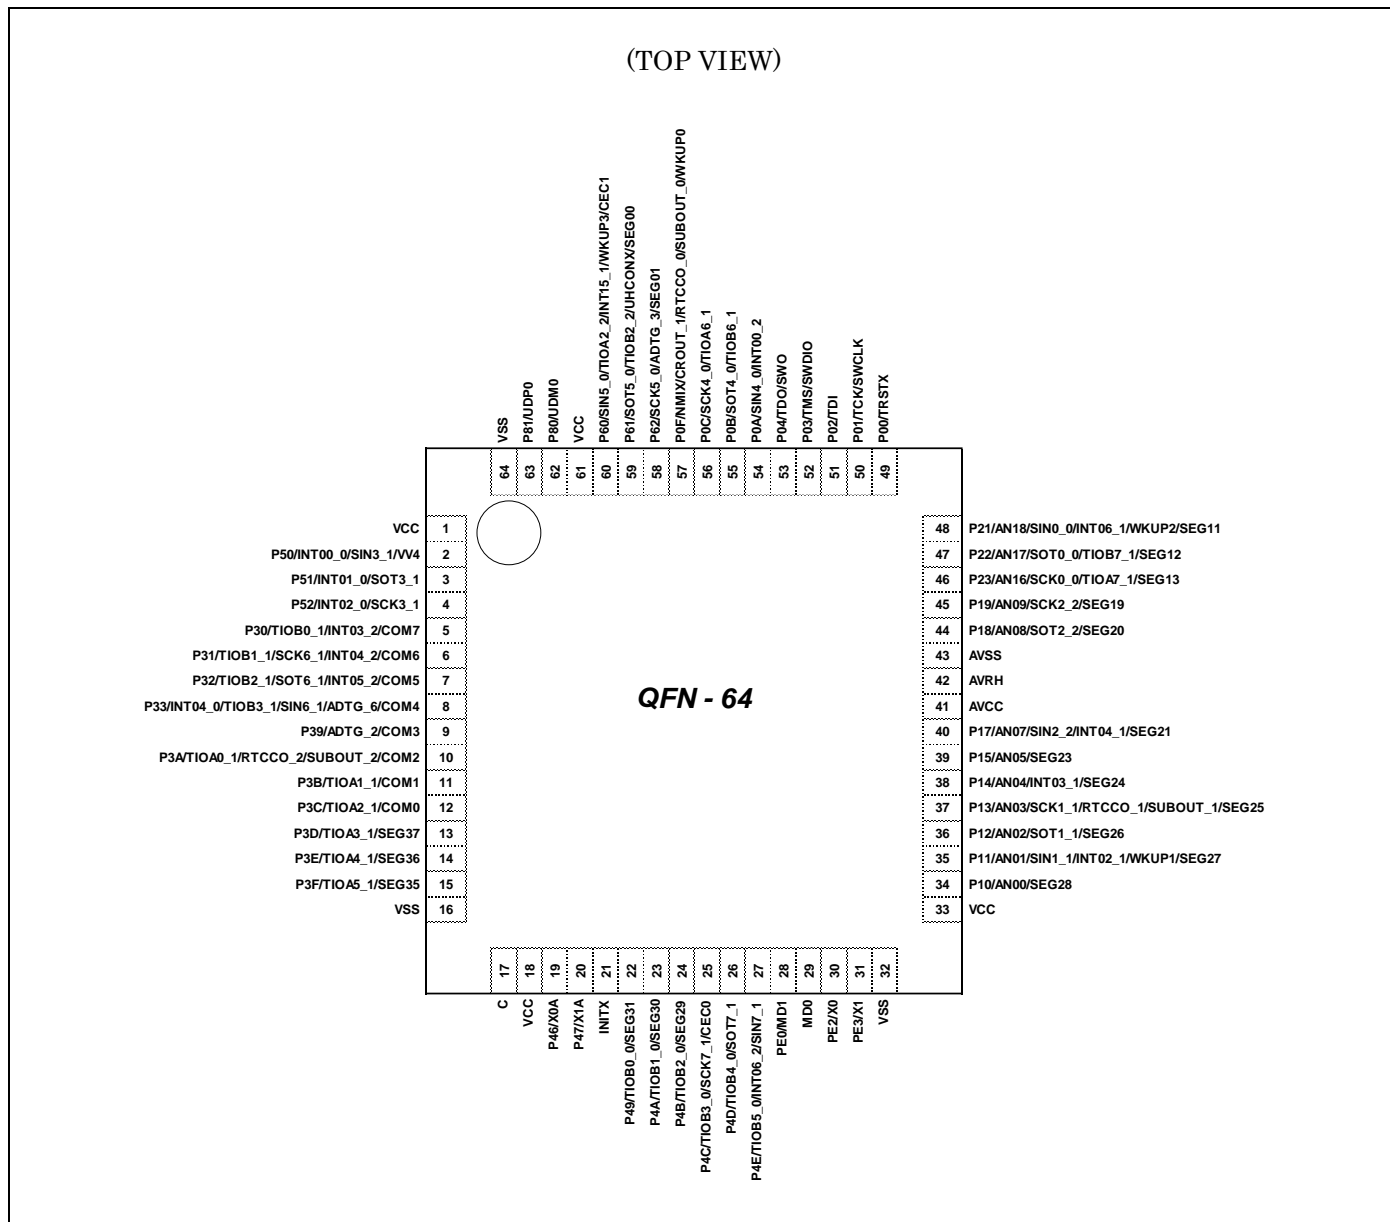 (TOP VIEW)
VSS
P81/UDP0
P80/UDM0
VCC
P60/SIN5_0/TIOA2_2/INT15_1/WKUP3/CEC1
P61/SOT5_0/TIOB2_2/UHCONX/SEG00
P62/SCK5_0/ADTG_3/SEG01
P0F/NMIX/CROUT_1/RTCCO_0/SUBOUT_0/WKUP0
P0C/SCK4_0/TIOA6_1
P0B/SOT4_0/TIOB6_1
P0A/SIN4_0/INT00_2
P04/TDO/SWO
P03/TMS/SWDIO
P02/TDI
P01/TCK/SWCLK
P00/TRSTX
64
63
62
61
60
59
58
57
56
55
54
53
52
51
50
49
VCC 1
P50/INT00_0/SIN3_1/VV4 2
P51/INT01_0/SOT3_1 3
P52/INT02_0/SCK3_1 4
P30/TIOB0_1/INT03_2/COM7 5
P31/TIOB1_1/SCK6_1/INT04_2/COM6 6
P32/TIOB2_1/SOT6_1/INT05_2/COM5 7
P33/INT04_0/TIOB3_1/SIN6_1/ADTG_6/COM4 8
P39/ADTG_2/COM3 9
P3A/TIOA0_1/RTCCO_2/SUBOUT_2/COM2 10
P3B/TIOA1_1/COM1 11
P3C/TIOA2_1/COM0 12
P3D/TIOA3_1/SEG37 13
P3E/TIOA4_1/SEG36 14
P3F/TIOA5_1/SEG35 15
VSS 16
QFN - 64
48 P21/AN18/SIN0_0/INT06_1/WKUP2/SEG11
47 P22/AN17/SOT0_0/TIOB7_1/SEG12
46 P23/AN16/SCK0_0/TIOA7_1/SEG13
45 P19/AN09/SCK2_2/SEG19
44 P18/AN08/SOT2_2/SEG20
43 AVSS
42 AVRH
41 AVCC
40 P17/AN07/SIN2_2/INT04_1/SEG21
39 P15/AN05/SEG23
38 P14/AN04/INT03_1/SEG24
37 P13/AN03/SCK1_1/RTCCO_1/SUBOUT_1/SEG25
36 P12/AN02/SOT1_1/SEG26
35 P11/AN01/SIN1_1/INT02_1/WKUP1/SEG27
34 P10/AN00/SEG28
33 VCC
17
18
19
20
21
22
23
24
25
26
27
28
29
30
31
32
C
VCC
P46/X0A
P47/X1A
INITX
P49/TIOB0_0/SEG31
P4A/TIOB1_0/SEG30
P4B/TIOB2_0/SEG29
P4C/TIOB3_0/SCK7_1/CEC0
P4D/TIOB4_0/SOT7_1
P4E/TIOB5_0/INT06_2/SIN7_1
PE0/MD1
MD0
PE2/X0
PE3/X1
VSS